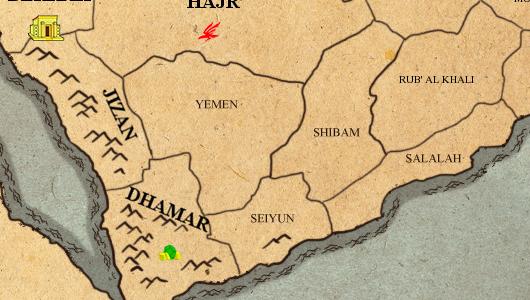 HAJR
RUB' AL KHALI
YEMEN
JIZAN
SHIBAM
SALALAH
DHAMAR
SEIYUN